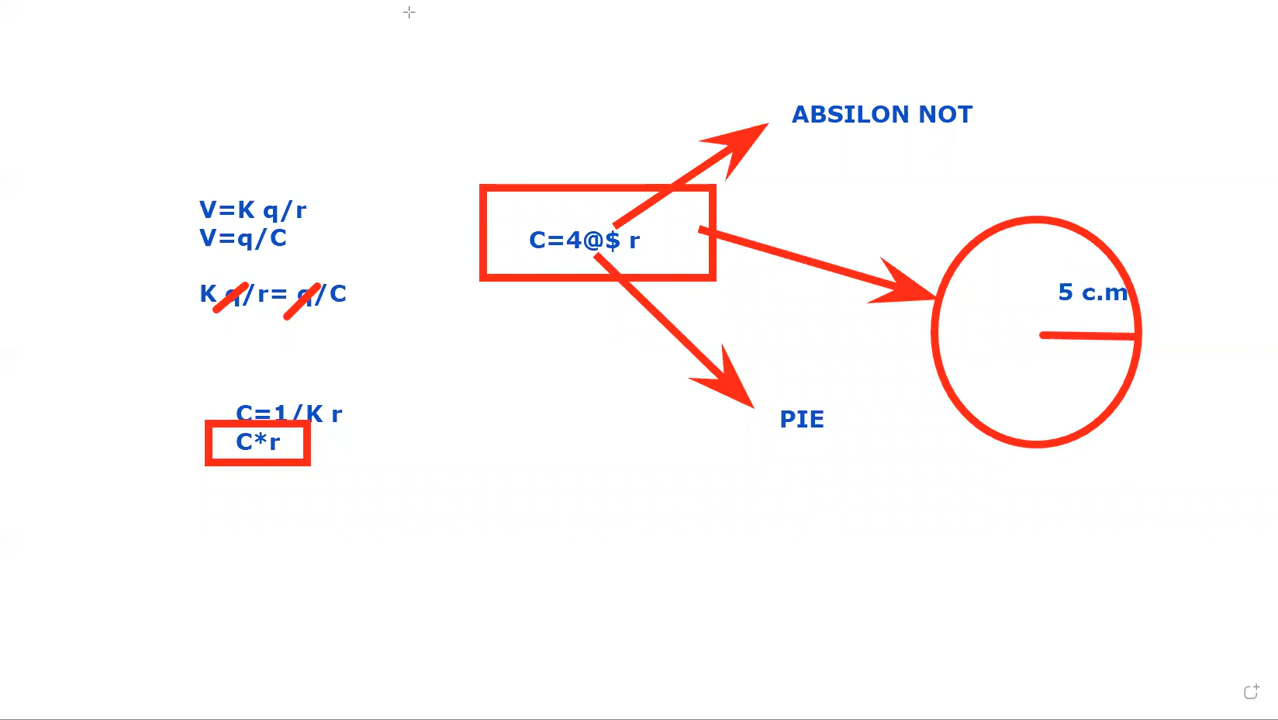 V=K q/r
V=q/C
K q/r= q/C
C=1/K r
C*r
C=4@$ r
ABSILON NOT
PIE
5 c.m